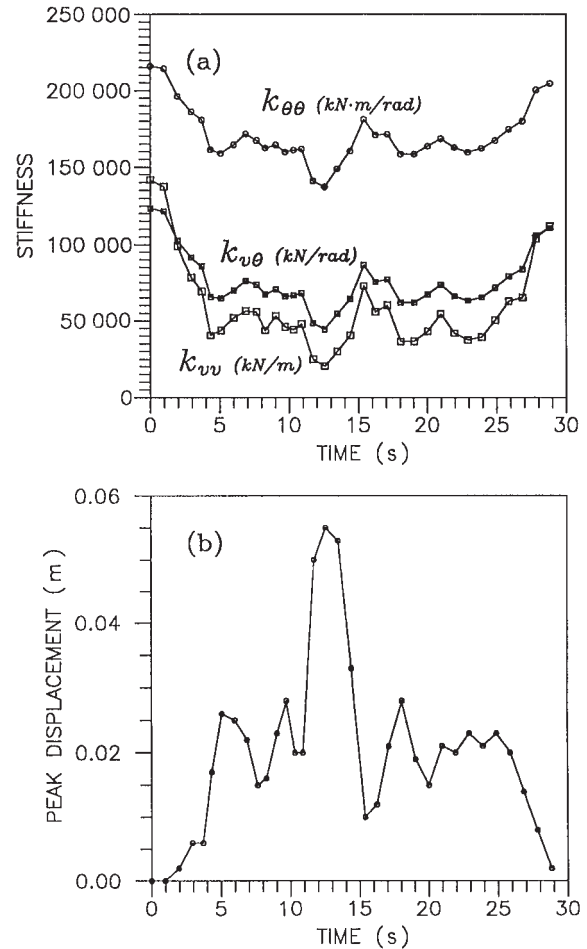 250 000
200 000
150 000
100 000
50 000
0
STIFFNESS
(a)
kθθ (kN·m/rad)
kvθ (kN/rad)
kvv (kN/m)
0 5 10 15 20 25 30
TIME (s)
0.06
0.04
0.02
0.00
PEAK DISPLACEMENT (m)
(b)
0 5 10 15 20 25 30
TIME (s)